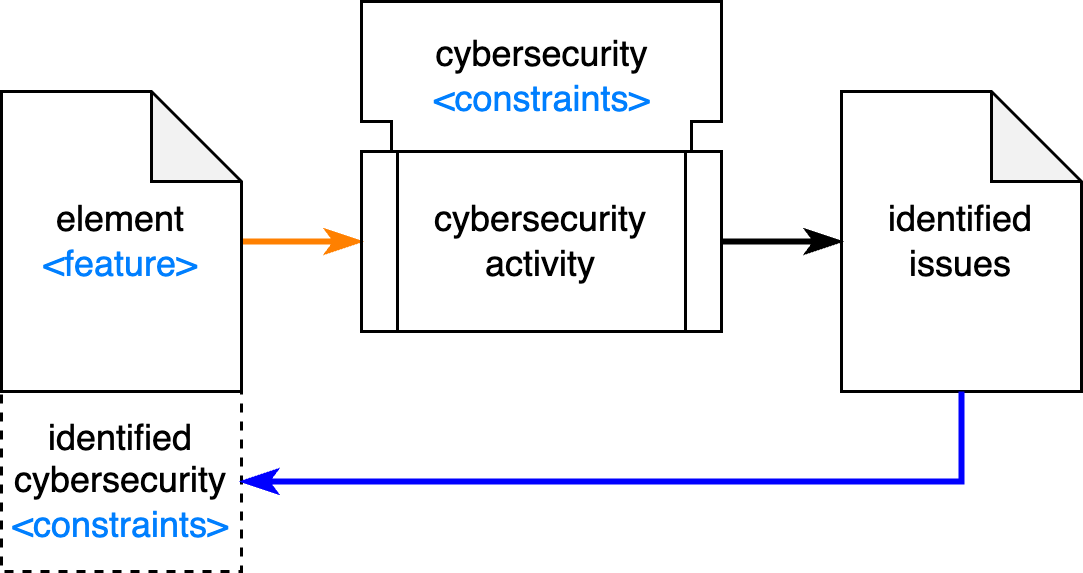 cybersecurity
<constraints>
element
<feature>
cybersecurity
activity
identified
issues
identified
cybersecurity
<constraints>